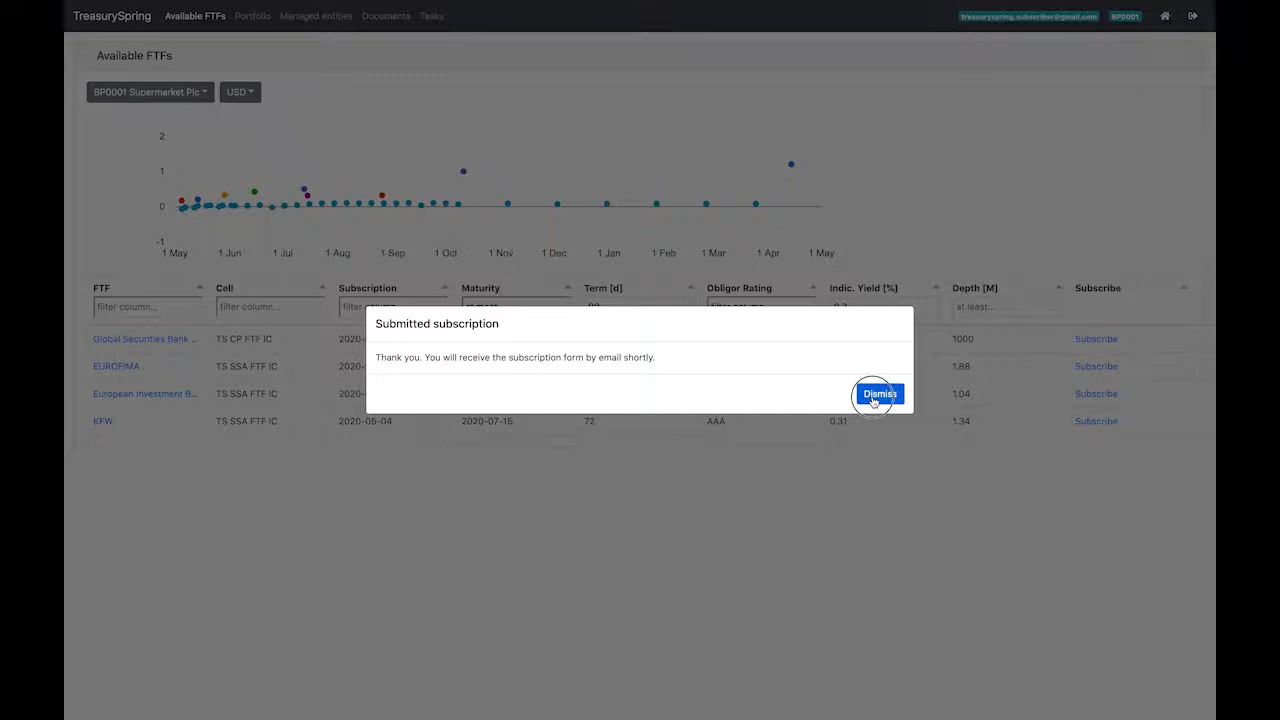 TreasurySpring Available FTFs Portfolio Managed entities Documents Tasks treasuryspring.subscriber@gmail.com BP0001
Available FTFs
BP0001 Supermarket Plc USD
2
1
0
-1
1 May 1 Jun 1 Jul 1 Aug 1 Sep 1 Oct 1 Nov 1 Dec 1 Jan 1 Feb 1 Mar 1 Apr 1 May
FTF Cell Subscription Maturity Term [d] Obligor Rating Indic. Yield [%] Depth [M] Subscribe
filter column... filter column... at least...
Submitted subscription
Thank you. You will receive the subscription form by email shortly.
Dismiss
Global Securities Bank ... TS CP FTF IC 1000 Subscribe
EUROFIMA TS SSA FTF IC 1.88 Subscribe
European Investment B... TS SSA FTF IC 1.04 Subscribe
KFW TS SSA FTF IC 2020-05-04 2020-07-15 72 AAA 0.31 1.34 Subscribe